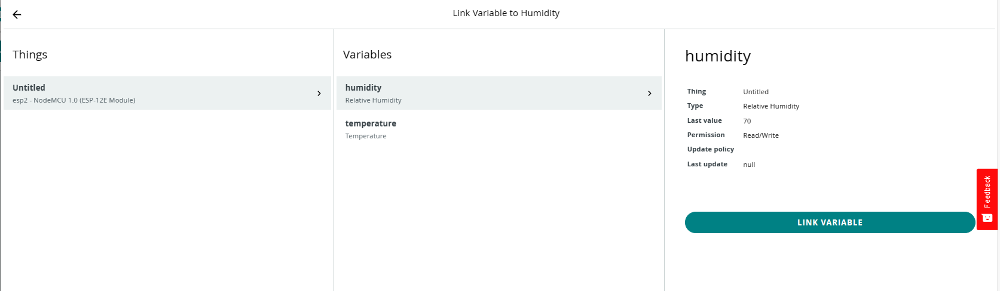 Link Variable to Humidity
Things
Untitled
esp2 - NodeMCU 1.0 (ESP-12E Module)
Variables
humidity
Relative Humidity
temperature
Temperature
humidity
Thing Untitled
Type Relative Humidity
Last value 70
Permission Read/Write
Update policy
Last update null
LINK VARIABLE
Feedback